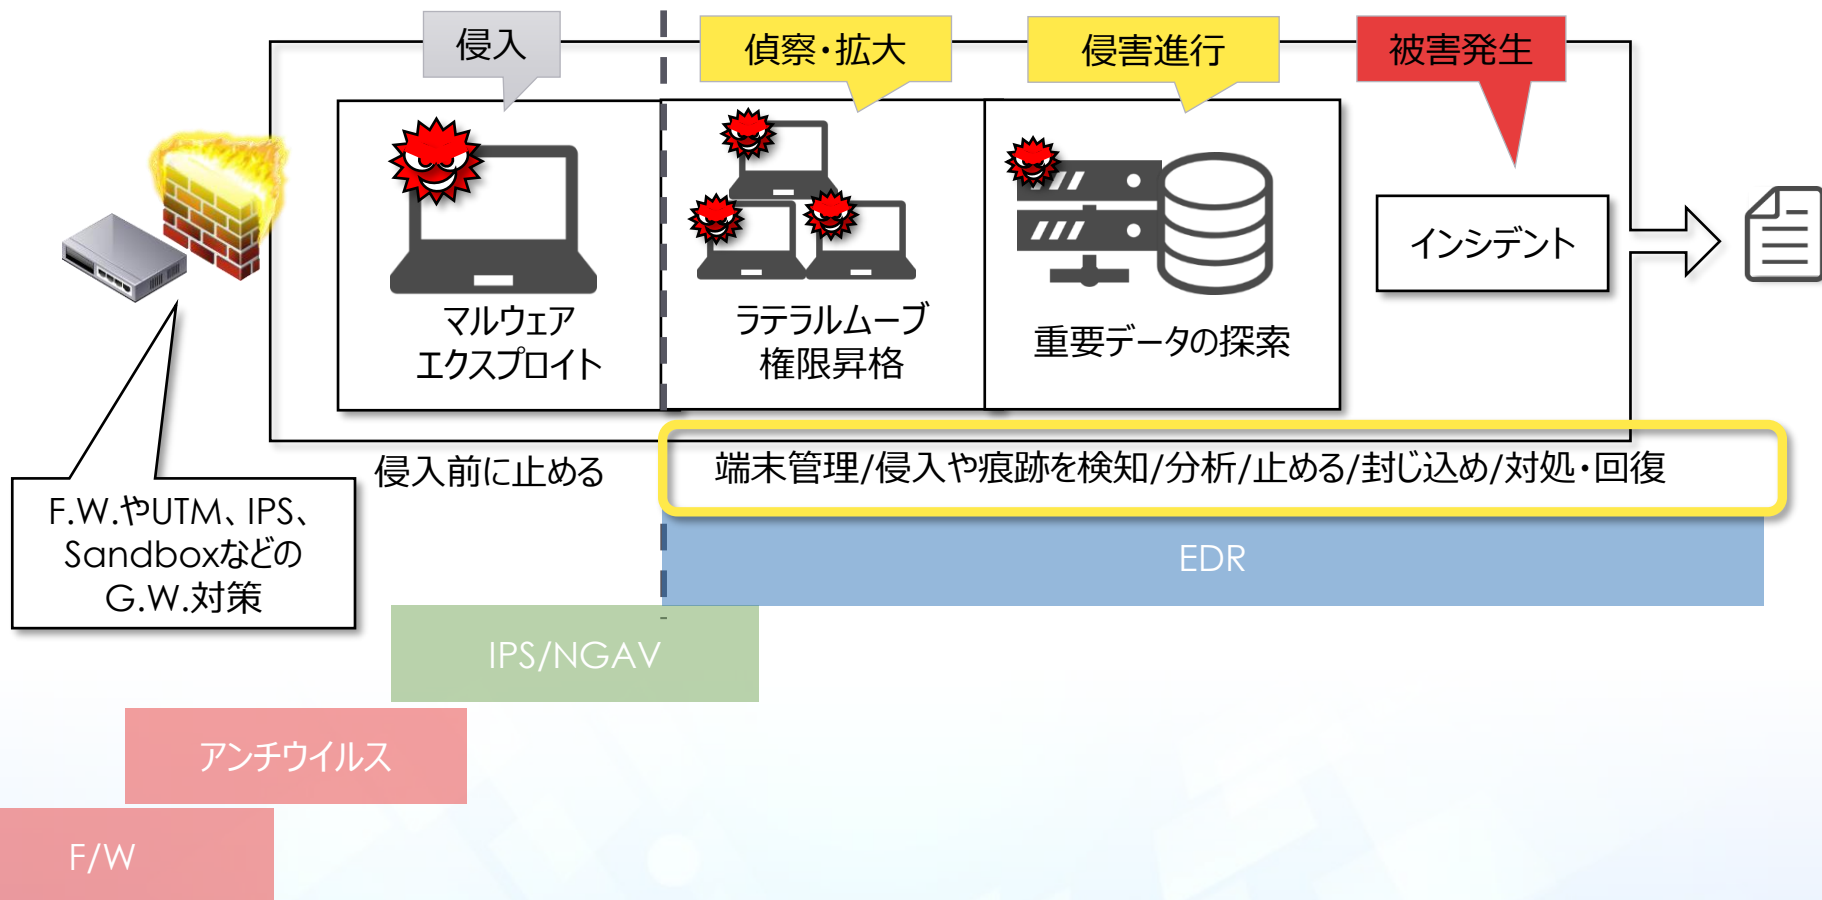 侵入
偵察・拡大
侵害進行
被害発生
マルウェア
エクスプロイト
ラテラルムーブ
権限昇格
重要データの探索
インシデント
侵入前に止める
端末管理/侵入や痕跡を検知/分析/止める/封じ込め/対処・回復
F.W.やUTM、IPS、
Sandboxなどの
G.W.対策
EDR
IPS/NGAV
アンチウイルス
F/W